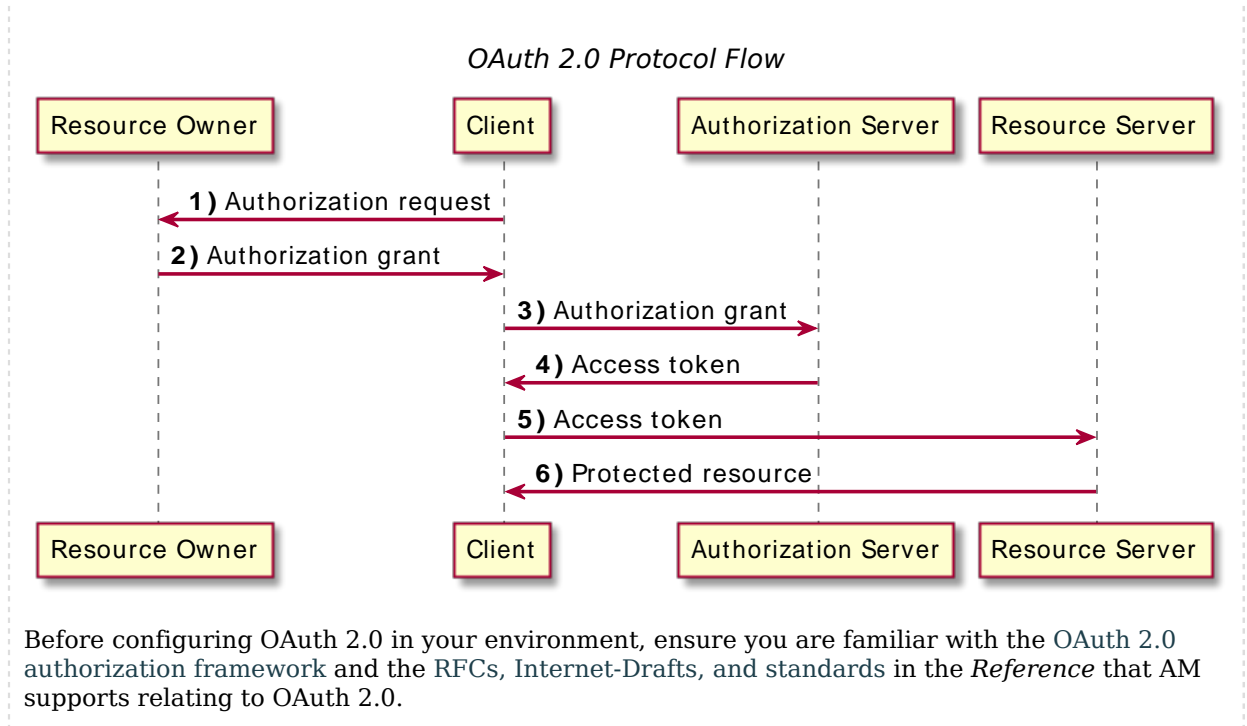 OAuth 2.0 Protocol Flow
Resource Owner
Client
Authorization Server
Resource Server
1) Authorization request
2) Authorization grant
3) Authorization grant
4) Access token
5) Access token
6) Protected resource
Resource Owner
Client
Authorization Server
Resource Server
Before configuring OAuth 2.0 in your environment, ensure you are familiar with the OAuth 2.0
authorization framework and the RFCs, Internet-Drafts, and standards in the Reference that AM
supports relating to OAuth 2.0.